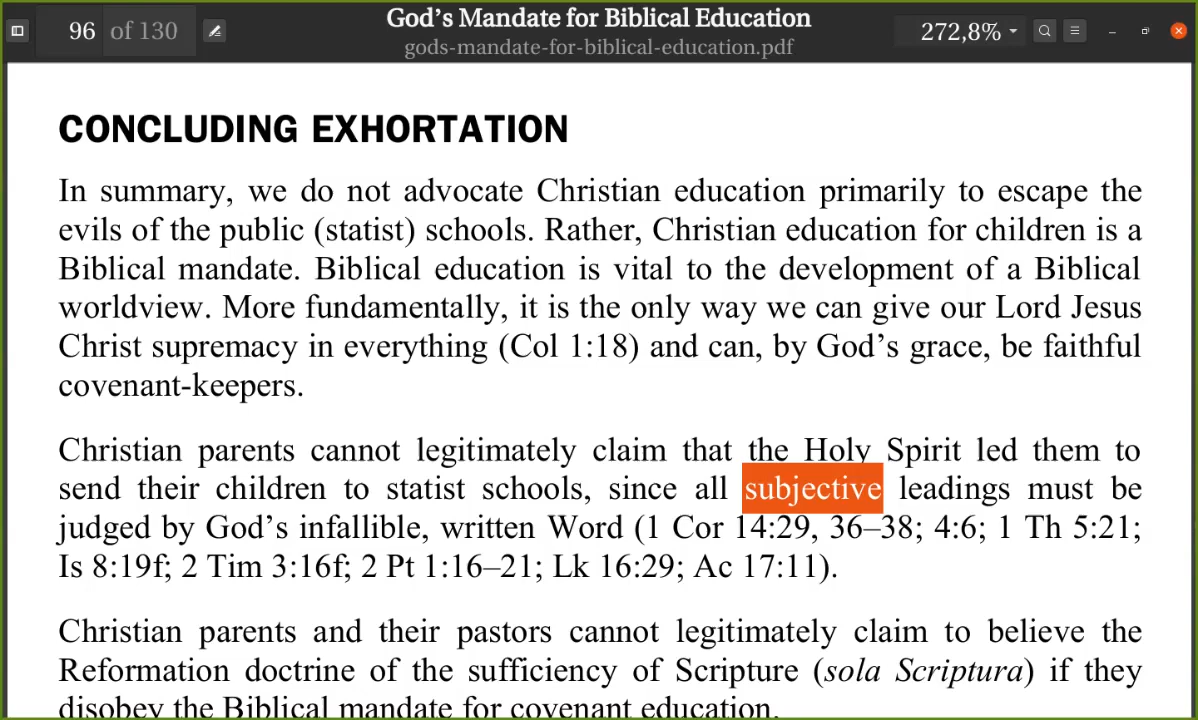 God's Mandate for Biblical Education
96 of 130
272,8%
gods-mandate-for-biblical-education.pdf
CONCLUDING EXHORTATION
In summary, we do not advocate Christian education primarily to escape the
evils of the public (statist) schools. Rather, Christian education for children is a
Biblical mandate. Biblical education is vital to the development of a Biblical
worldview. More fundamentally, it is the only way we can give our Lord Jesus
Christ supremacy in everything (Col 1:18) and can, by God’s grace, be faithful
covenant-keepers.
Christian parents cannot legitimately claim that the Holy Spirit led them to
send their children to statist schools, since all subjective leadings must be
judged by God’s infallible, written Word (1 Cor 14:29, 36–38; 4:6; 1 Th 5:21;
Is 8:19f; 2 Tim 3:16f; 2 Pt 1:16–21; Lk 16:29; Ac 17:11).
Christian parents and their pastors cannot legitimately claim to believe the
Reformation doctrine of the sufficiency of Scripture (sola Scriptura) if they
disobey the Biblical mandate for covenant education.